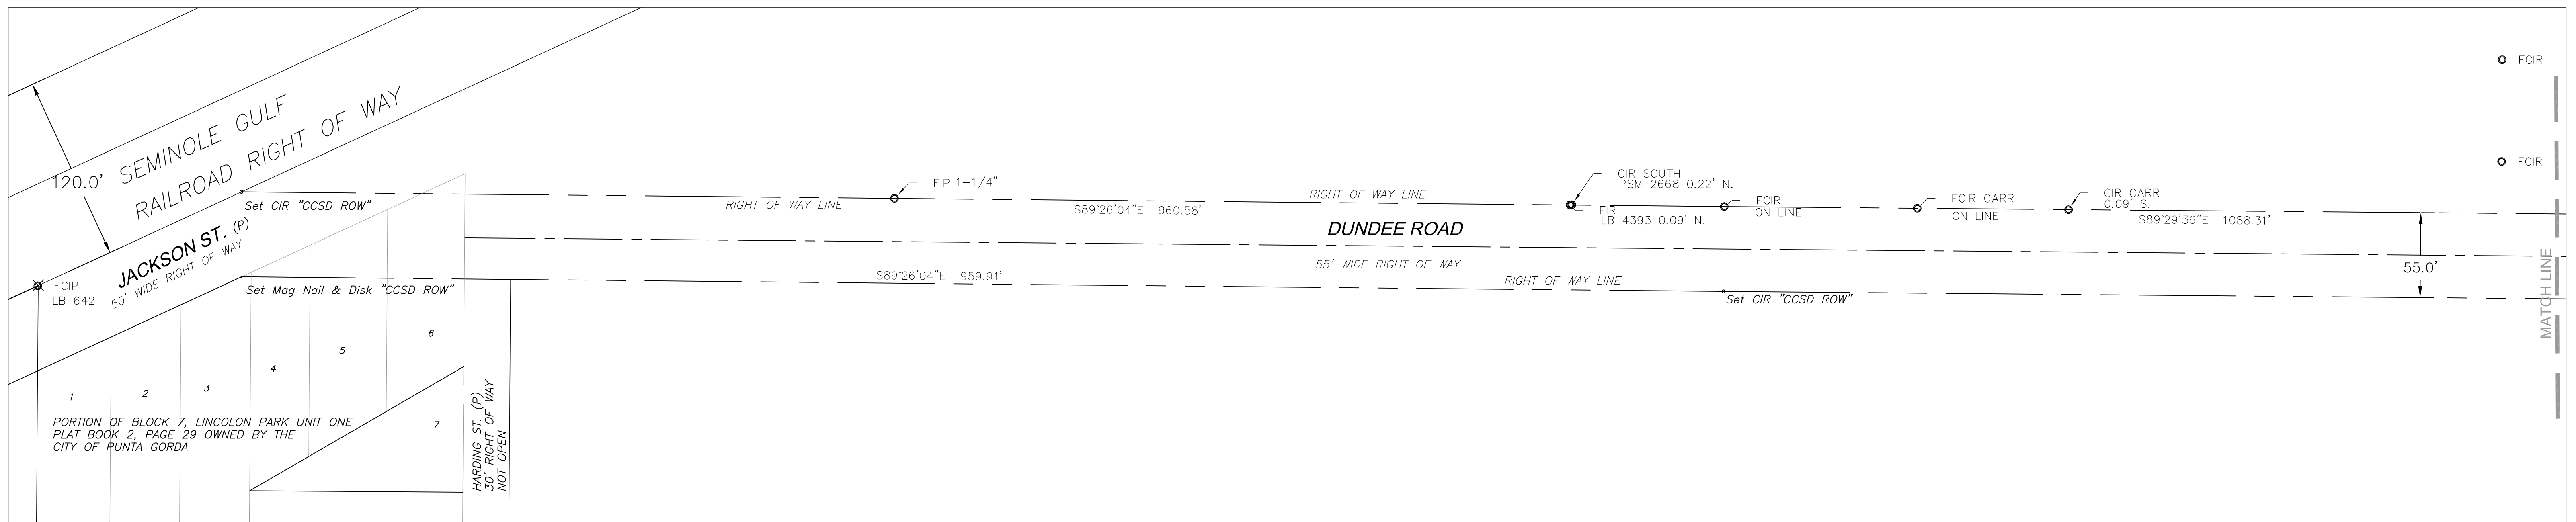 120.0'
SEMINOLE GULF
RAILROAD RIGHT OF WAY
JACKSON ST. (P)
50' WIDE RIGHT OF WAY
FCIP
LB 642
Set CIR "CCSD ROW"
Set Mag Nail & Disk "CCSD ROW"
1
2
3
4
5
6
7
PORTION OF BLOCK 7, LINCOLON PARK UNIT ONE
PLAT BOOK 2, PAGE 29 OWNED BY THE
CITY OF PUNTA GORDA
HARDING ST. (P)
30' RIGHT OF WAY
NOT OPEN
RIGHT OF WAY LINE
FIP 1-1/4"
S89°26'04"E 960.58'
S89°26'04"E 959.91'
RIGHT OF WAY LINE
DUNDEE ROAD
55' WIDE RIGHT OF WAY
RIGHT OF WAY LINE
CIR SOUTH
PSM 2668 0.22' N.
FIR
LB 4393 0.09' N.
FCIR
ON LINE
Set CIR "CCSD ROW"
FCIR CARR
ON LINE
CIR CARR
0.09' S.
S89°29'36"E 1088.31'
55.0'
FCIR
FCIR
MATCH LINE